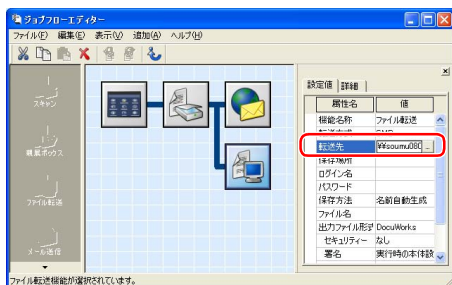 ジョブフローエディター
ファイル(F) 編集(E) 表示(V) 追加(A) ヘルプ(H)
設定値 詳細
属性名 値
スキャン
機能名称 ファイル転送
転送先 ¥¥soumu080 ...
保存場所
親展ボックス
ログイン名
パスワード
保存方法 名前自動生成
ファイル転送
ファイル名
出力ファイル形式 DocuWorks
セキュリティー なし
メール送信
署名 実行時の本体設
ファイル転送機能が選択されています。